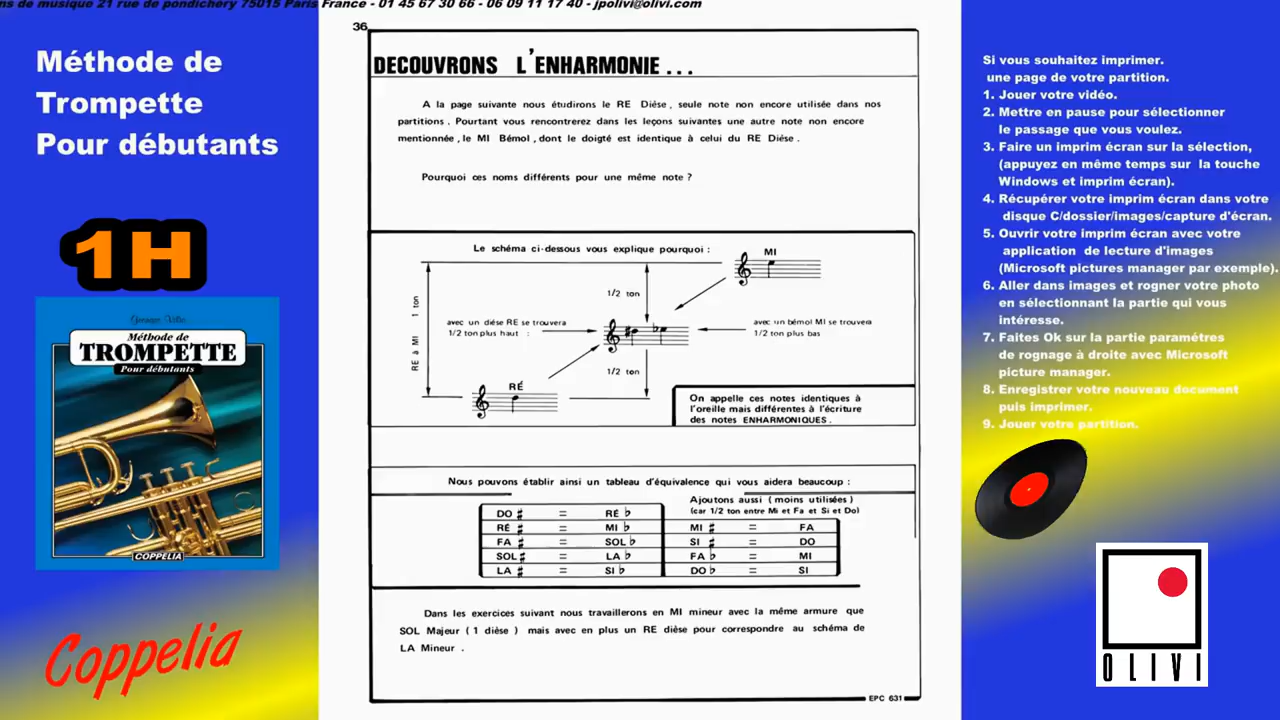 ns de musique 21 rue de pondichery 75015 Paris France - 01 45 67 30 66 - 06 09 11 17 40 - jpolivi@olivi.com
Méthode de
Trompette
Pour débutants
1H
Méthode de
TROMPETTE
Pour débutants
COPPELIA
Coppelia
36
DECOUVRONS L'ENHARMONIE...
A la page suivante nous étudirons le RE Dièse, seule note non encore utilisée dans nos
partitions. Pourtant vous rencontrerez dans les leçons suivantes une autre note non encore
mentionnée, le MI Bémol, dont le doigté est identique à celui du RE Dièse.
Pourquoi ces noms différents pour une même note ?
Le schéma ci-dessous vous explique pourquoi :
MI
1/2 ton
RE à MI 1 ton
avec un dièse RE se trouvera
1/2 ton plus haut :
avec un bémol MI se trouvera
1/2 ton plus bas
1/2 ton
RÉ
On appelle ces notes identiques à
l'oreille mais différentes à l'écriture
des notes ENHARMONIQUES.
Nous pouvons établir ainsi un tableau d'équivalence qui vous aidera beaucoup :
Ajoutons aussi (moins utilisées)
(car 1/2 ton entre Mi et Fa et Si et Do)
DO ♯ = RÉ ♭
RÉ ♯ = MI ♭
FA ♯ = SOL ♭
SOL ♯ = LA ♭
LA ♯ = SI ♭
MI ♯ = FA
SI ♯ = DO
FA ♭ = MI
DO ♭ = SI
Dans les exercices suivant nous travaillerons en MI mineur avec la même armure que
SOL Majeur (1 dièse) mais avec en plus un RE dièse pour correspondre au schéma de
LA Mineur.
EPC 631
Si vous souhaitez imprimer.
une page de votre partition.
1. Jouer votre vidéo.
2. Mettre en pause pour sélectionner
le passage que vous voulez.
3. Faire un imprim écran sur la sélection,
(appuyez en même temps sur la touche
Windows et imprim écran).
4. Récupérer votre imprim écran dans votre
disque C/dossier/images/capture d'écran.
5. Ouvrir votre imprim écran avec votre
application de lecture d'images
(Microsoft pictures manager par exemple).
6. Aller dans images et rogner votre photo
en sélectionnant la partie qui vous
intéresse.
7. Faites Ok sur la partie paramétres
de rognage à droite avec Microsoft
picture manager.
8. Enregistrer votre nouveau document
puis imprimer.
9. Jouer votre partition.
OLIVI